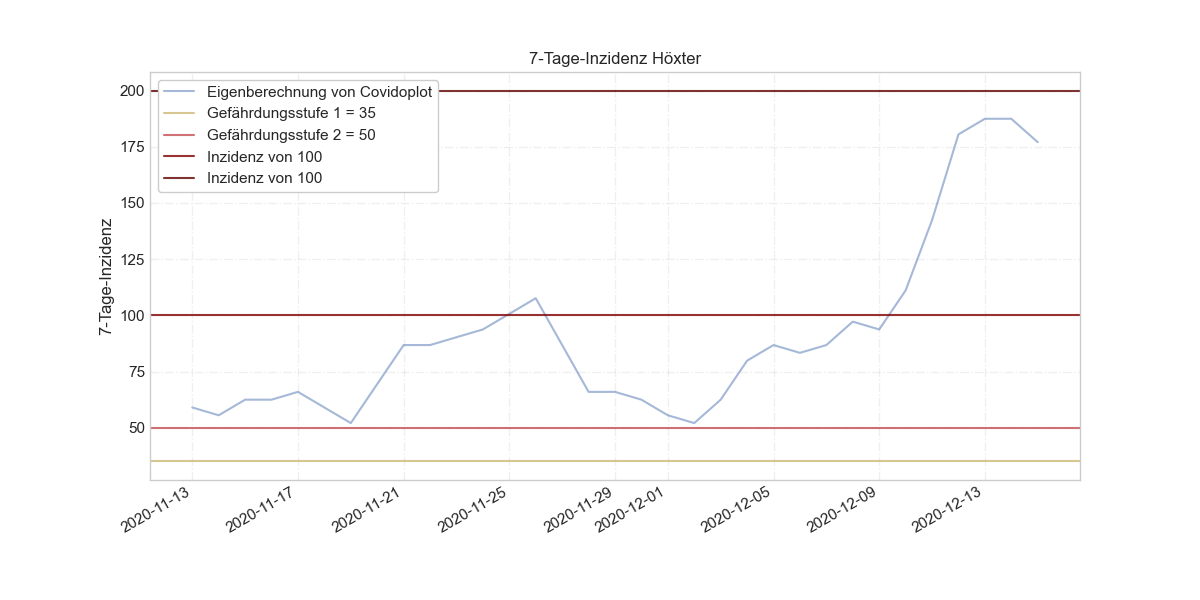 7-Tage-Inzidenz Höxter
Eigenberechnung von Covidoplot
Gefährdungsstufe 1 = 35
Gefährdungsstufe 2 = 50
Inzidenz von 100
Inzidenz von 100
7-Tage-Inzidenz
200
175
150
125
100
75
50
2020-11-13
2020-11-17
2020-11-21
2020-11-25
2020-11-29
2020-12-01
2020-12-05
2020-12-09
2020-12-13